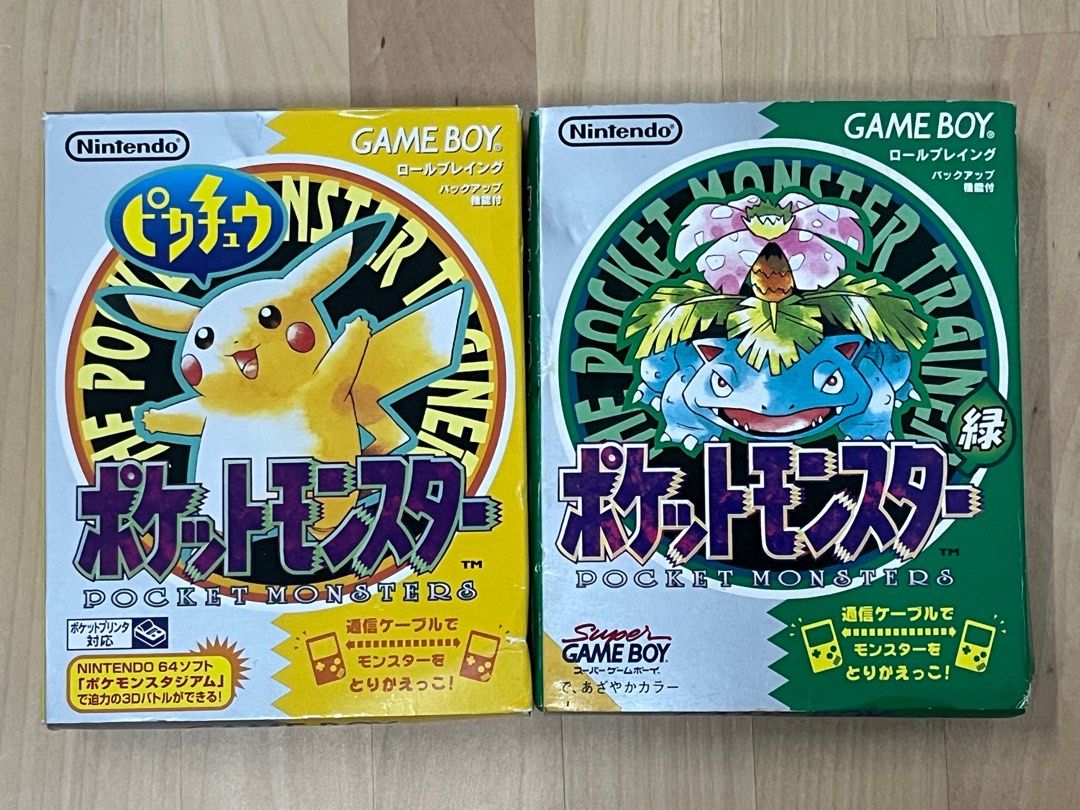 Nintendo®
GAME BOY®
ロールプレイング
バックアップ
機能付
ピカチュウ
THE POCKET MONSTER TRAINER
ポケットモンスター
TM
POCKET MONSTERS
ポケットプリンタ
対応
NINTENDO 64ソフト
「ポケモンスタジアム」
で迫力の3Dバトルができる!
通信ケーブルで
モンスターを
とりかえっこ!
Nintendo®
GAME BOY®
ロールプレイング
バックアップ
機能付
THE POCKET MONSTER TRAINER
緑
ポケットモンスター
TM
POCKET MONSTERS
Super
GAME BOY®
スーパーゲームボーイ®
で、あざやかカラー
通信ケーブルで
モンスターを
とりかえっこ!